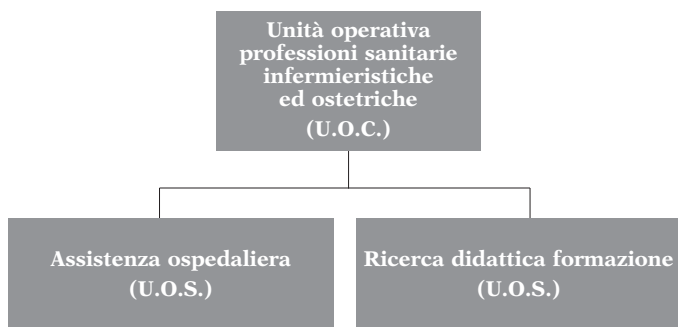 Unità operativa
professioni sanitarie
infermieristiche
ed ostetriche
(U.O.C.)
Assistenza ospedaliera
(U.O.S.)
Ricerca didattica formazione
(U.O.S.)